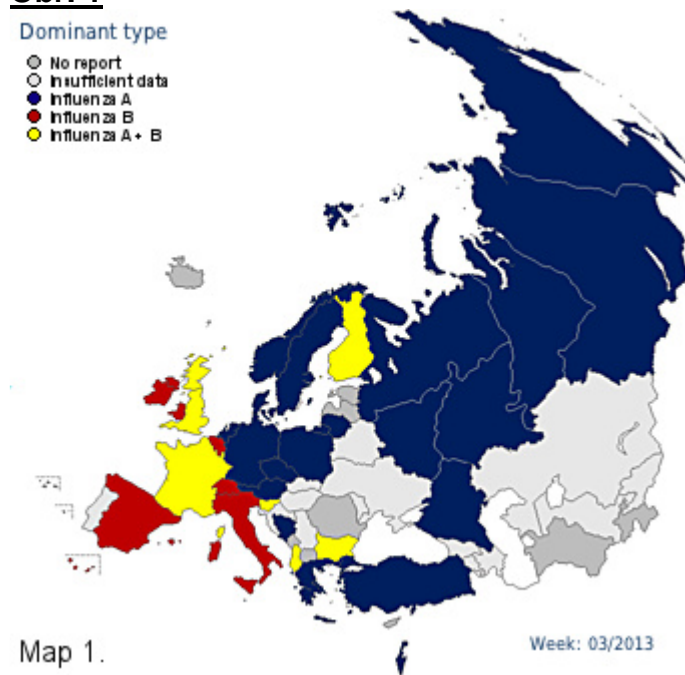 Dominant type
No report
Insufficient data
Influenza A
Influenza B
Influenza A + B
Map 1.
Week: 03/2013